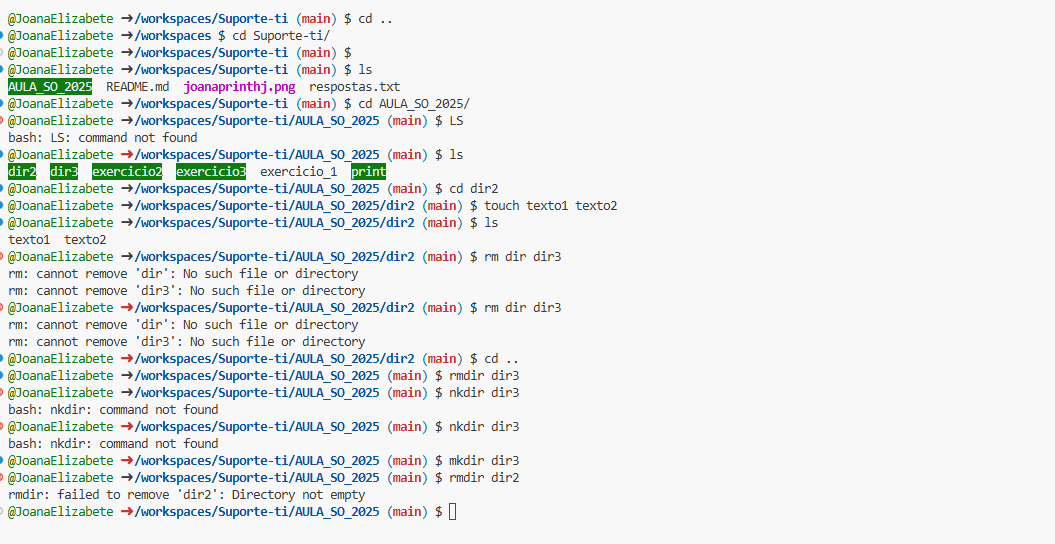 @JoanaElizabete ➜/workspaces/Suporte-ti (main) $ cd ..
@JoanaElizabete ➜/workspaces $ cd Suporte-ti/
@JoanaElizabete ➜/workspaces/Suporte-ti (main) $
@JoanaElizabete ➜/workspaces/Suporte-ti (main) $ ls
AULA_SO_2025  README.md  joanaprinthj.png  respostas.txt
@JoanaElizabete ➜/workspaces/Suporte-ti (main) $ cd AULA_SO_2025/
@JoanaElizabete ➜/workspaces/Suporte-ti/AULA_SO_2025 (main) $ LS
bash: LS: command not found
@JoanaElizabete ➜/workspaces/Suporte-ti/AULA_SO_2025 (main) $ ls
dir2  dir3  exercicio2  exercicio3  exercicio_1  print
@JoanaElizabete ➜/workspaces/Suporte-ti/AULA_SO_2025 (main) $ cd dir2
@JoanaElizabete ➜/workspaces/Suporte-ti/AULA_SO_2025/dir2 (main) $ touch texto1 texto2
@JoanaElizabete ➜/workspaces/Suporte-ti/AULA_SO_2025/dir2 (main) $ ls
texto1  texto2
@JoanaElizabete ➜/workspaces/Suporte-ti/AULA_SO_2025/dir2 (main) $ rm dir dir3
rm: cannot remove 'dir': No such file or directory
rm: cannot remove 'dir3': No such file or directory
@JoanaElizabete ➜/workspaces/Suporte-ti/AULA_SO_2025/dir2 (main) $ rm dir dir3
rm: cannot remove 'dir': No such file or directory
rm: cannot remove 'dir3': No such file or directory
@JoanaElizabete ➜/workspaces/Suporte-ti/AULA_SO_2025/dir2 (main) $ cd ..
@JoanaElizabete ➜/workspaces/Suporte-ti/AULA_SO_2025 (main) $ rmdir dir3
@JoanaElizabete ➜/workspaces/Suporte-ti/AULA_SO_2025 (main) $ nkdir dir3
bash: nkdir: command not found
@JoanaElizabete ➜/workspaces/Suporte-ti/AULA_SO_2025 (main) $ nkdir dir3
bash: nkdir: command not found
@JoanaElizabete ➜/workspaces/Suporte-ti/AULA_SO_2025 (main) $ mkdir dir3
@JoanaElizabete ➜/workspaces/Suporte-ti/AULA_SO_2025 (main) $ rmdir dir2
rmdir: failed to remove 'dir2': Directory not empty
@JoanaElizabete ➜/workspaces/Suporte-ti/AULA_SO_2025 (main) $